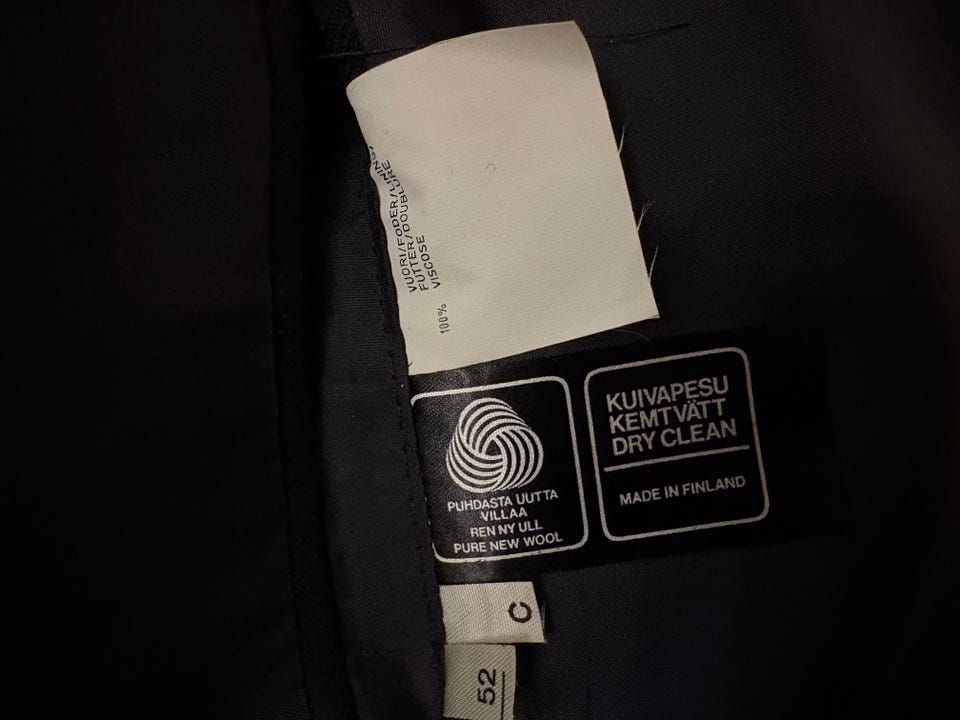 VUORI/FODER/LINING/
FUTTER/DOUBLURE
VISCOSE
100%
PUHDASTA UUTTA
VILLAA
REN NY ULL
PURE NEW WOOL
KUIVAPESU
KEMTVÄTT
DRY CLEAN
MADE IN FINLAND
C
52